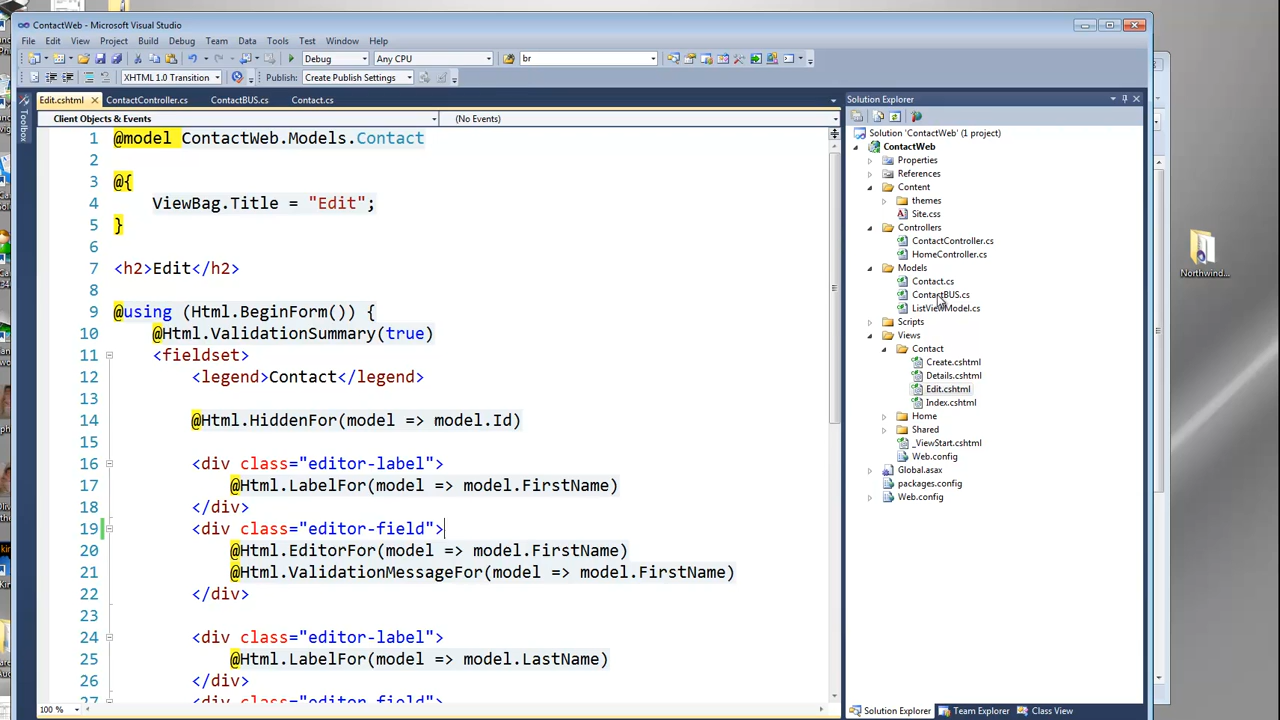 ContactWeb - Microsoft Visual Studio
File Edit View Project Build Debug Team Data Tools Test Window Help
Debug Any CPU br
XHTML 1.0 Transition Publish: Create Publish Settings
Edit.cshtml ContactController.cs ContactBUS.cs Contact.cs
Client Objects & Events (No Events)
Toolbox
1 @model ContactWeb.Models.Contact
2
3 @{
4 ViewBag.Title = "Edit";
5 }
6
7 <h2>Edit</h2>
8
9 @using (Html.BeginForm()) {
10 @Html.ValidationSummary(true)
11 <fieldset>
12 <legend>Contact</legend>
13
14 @Html.HiddenFor(model => model.Id)
15
16 <div class="editor-label">
17 @Html.LabelFor(model => model.FirstName)
18 </div>
19 <div class="editor-field">
20 @Html.EditorFor(model => model.FirstName)
21 @Html.ValidationMessageFor(model => model.FirstName)
22 </div>
23
24 <div class="editor-label">
25 @Html.LabelFor(model => model.LastName)
26 </div>
27 <div class="editor-field">
100 %
Solution Explorer
Solution 'ContactWeb' (1 project)
ContactWeb
Properties
References
Content
themes
Site.css
Controllers
ContactController.cs
HomeController.cs
Models
Contact.cs
ContactBUS.cs
ListViewModel.cs
Scripts
Views
Contact
Create.cshtml
Details.cshtml
Edit.cshtml
Index.cshtml
Home
Shared
_ViewStart.cshtml
Web.config
Global.asax
packages.config
Web.config
Solution Explorer Team Explorer Class View
Northwind...